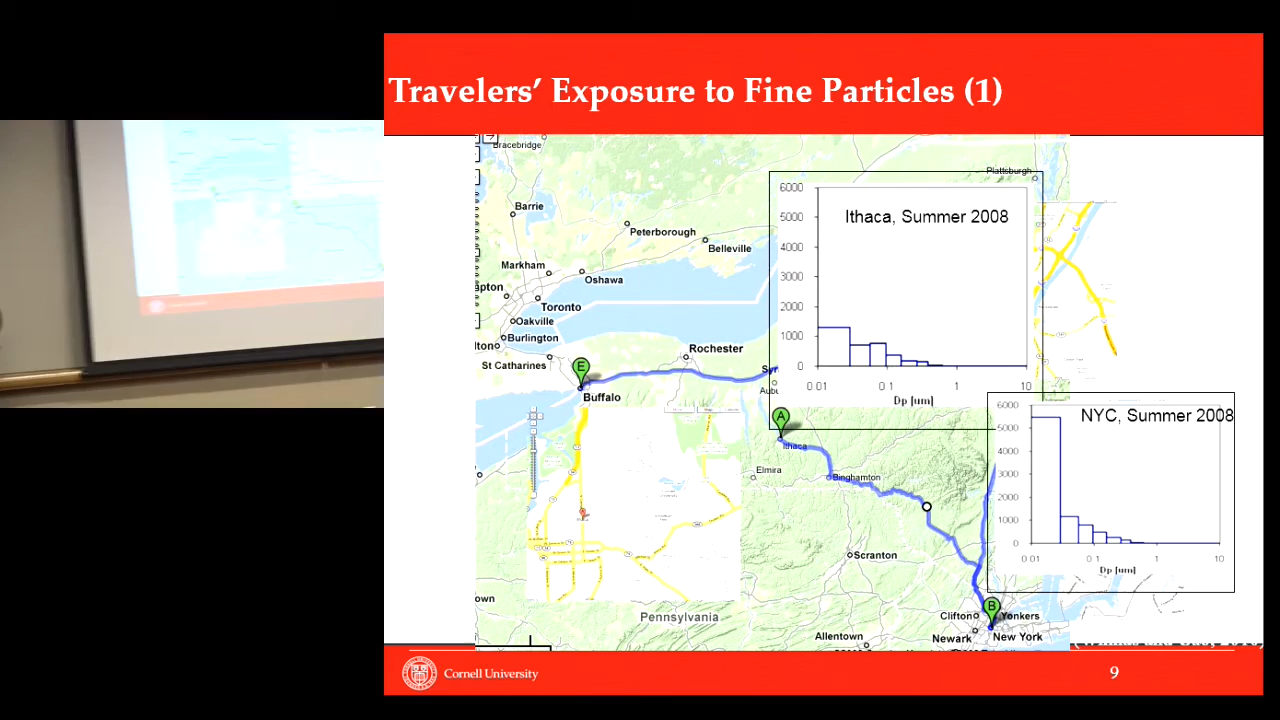 Travelers' Exposure to Fine Particles (1)
Bracebridge
Plattsburgh
Barrie
Peterborough
Belleville
Markham
Oshawa
Toronto
Oakville
Burlington
St Catharines
Rochester
E
Buffalo
A
Ithaca
Elmira
Binghamton
Scranton
Pennsylvania
Allentown
Clifton
B
Yonkers
Newark
New York
6000
Ithaca, Summer 2008
5000
4000
3000
2000
1000
0
0.01
0.1
1
10
Dp [um]
6000
NYC, Summer 2008
5000
4000
3000
2000
1000
0
0.01
0.1
1
10
Dp [um]
Cornell University
9